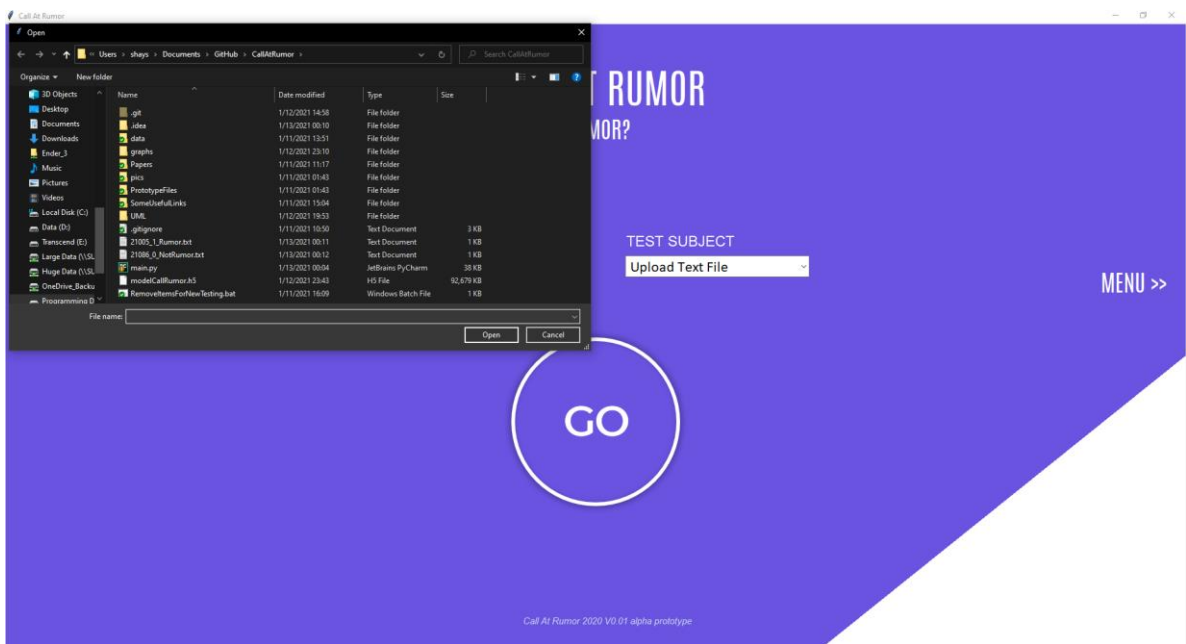 Call At Rumor
Open
Users › shays › Documents › GitHub › CallAtRumor ›
Search CallAtRumor
Organize
New folder
3D Objects
Desktop
Documents
Downloads
Ender_3
Music
Pictures
Videos
Local Disk (C:)
Data (D:)
Transcend (E:)
Large Data (\\SL
Huge Data (\\SL
OneDrive_Backu
Programming D
Name Date modified Type Size
.git 1/12/2021 14:58 File folder
.idea 1/13/2021 00:10 File folder
data 1/11/2021 13:51 File folder
graphs 1/12/2021 23:10 File folder
Papers 1/11/2021 11:17 File folder
pics 1/11/2021 01:43 File folder
PrototypeFiles 1/11/2021 01:43 File folder
SomeUsefulLinks 1/11/2021 15:04 File folder
UML 1/12/2021 19:53 File folder
.gitignore 1/11/2021 10:50 Text Document 3 KB
21005_1_Rumor.txt 1/13/2021 00:11 Text Document 1 KB
21086_0_NotRumor.txt 1/13/2021 00:12 Text Document 1 KB
main.py 1/13/2021 00:04 JetBrains PyCharm 38 KB
modelCallRumor.h5 1/12/2021 23:43 H5 File 92,679 KB
RemoveItemsForNewTesting.bat 1/11/2021 16:09 Windows Batch File 1 KB
File name:
Open Cancel
T RUMOR
MOR?
TEST SUBJECT
Upload Text File
MENU >>
GO
Call At Rumor 2020 V0.01 alpha prototype